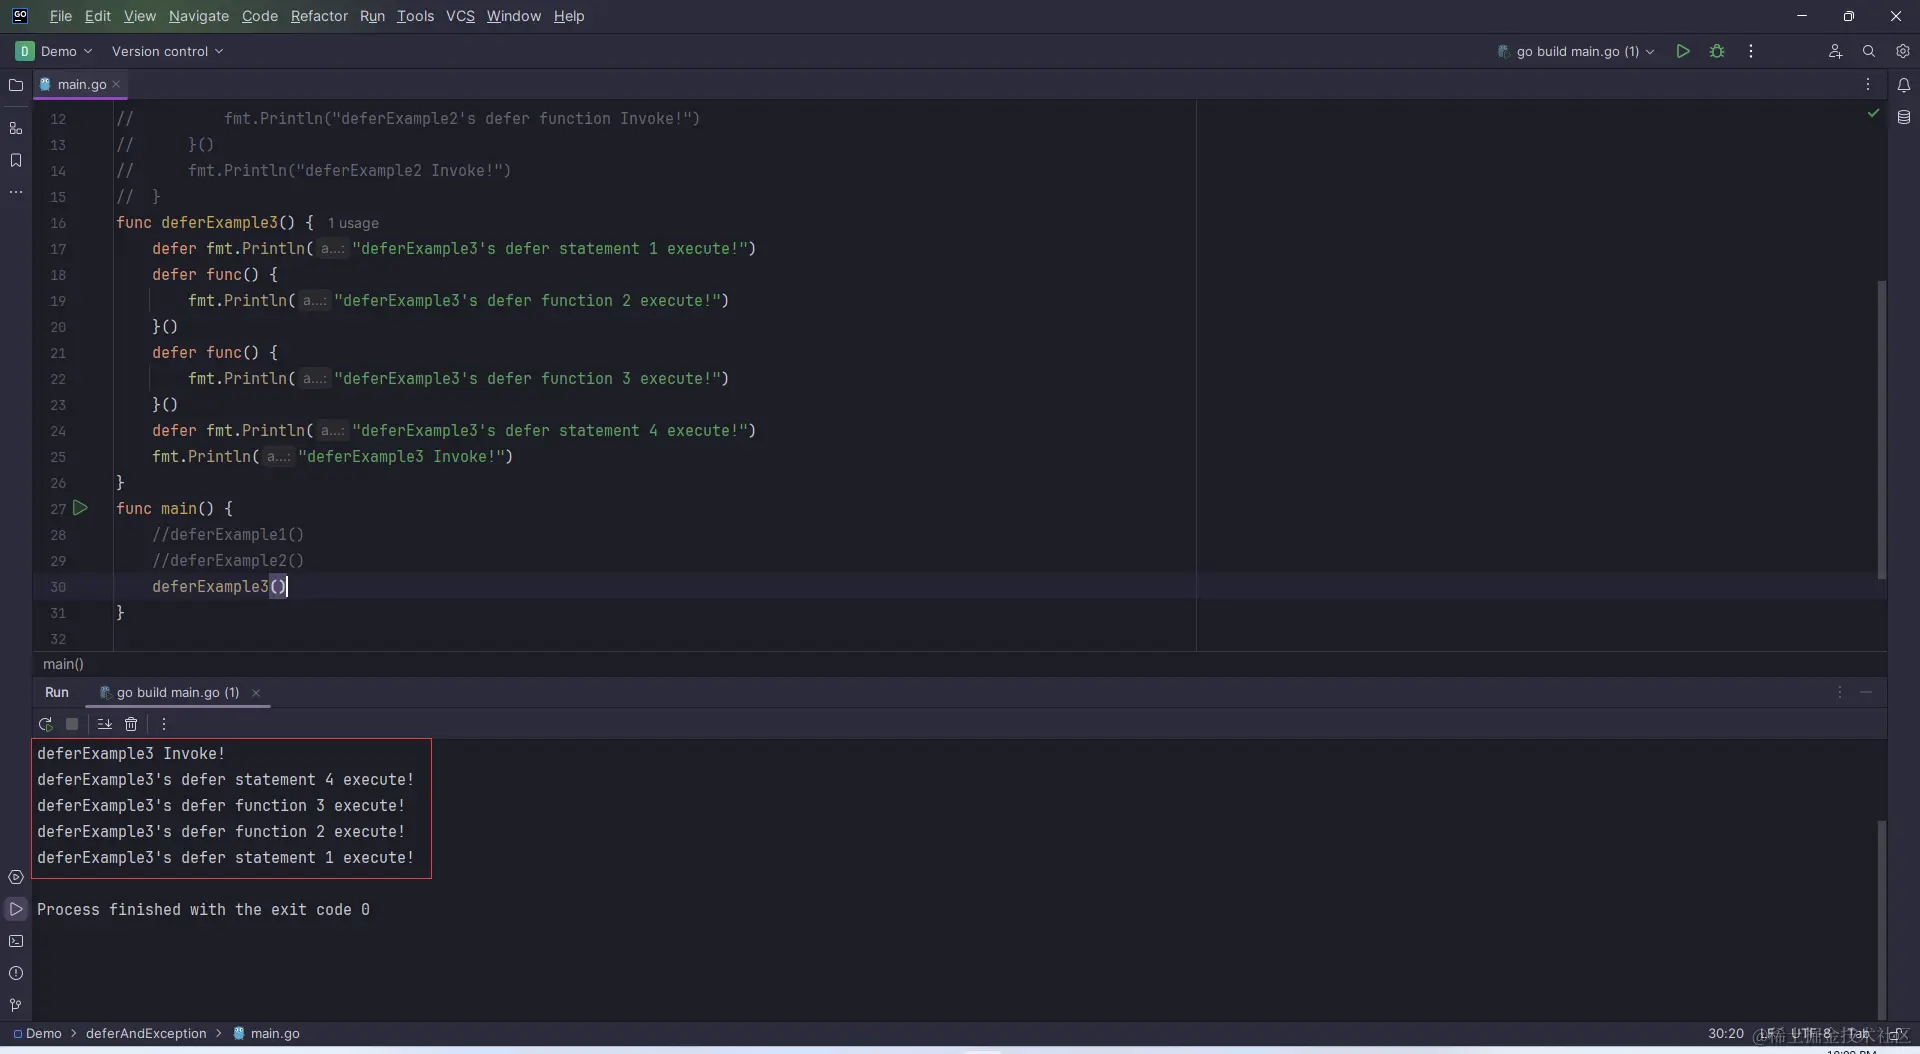 GO File Edit View Navigate Code Refactor Run Tools VCS Window Help
D Demo Version control go build main.go (1)
main.go
12 // fmt.Println("deferExample2's defer function Invoke!")
13 // }()
14 // fmt.Println("deferExample2 Invoke!")
15 // }
16 func deferExample3() { 1 usage
17 defer fmt.Println( a...: "deferExample3's defer statement 1 execute!")
18 defer func() {
19 fmt.Println( a...: "deferExample3's defer function 2 execute!")
20 }()
21 defer func() {
22 fmt.Println( a...: "deferExample3's defer function 3 execute!")
23 }()
24 defer fmt.Println( a...: "deferExample3's defer statement 4 execute!")
25 fmt.Println( a...: "deferExample3 Invoke!")
26 }
27 func main() {
28 //deferExample1()
29 //deferExample2()
30 deferExample3()
31 }
32
main()
Run go build main.go (1)
deferExample3 Invoke!
deferExample3's defer statement 4 execute!
deferExample3's defer function 3 execute!
deferExample3's defer function 2 execute!
deferExample3's defer statement 1 execute!
Process finished with the exit code 0
Demo > deferAndException > main.go 30:20 LF UTF-8 Tab
@稀土掘金技术社区